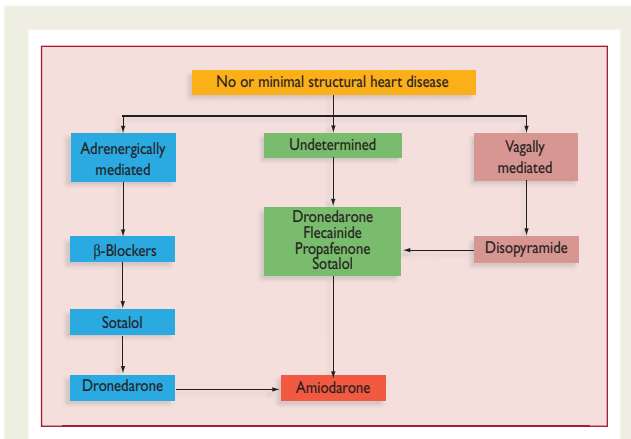 No or minimal structural heart disease
Adrenergically
mediated
Undetermined
Vagally
mediated
Dronedarone
Flecainide
Propafenone
Sotalol
β-Blockers
Disopyramide
Sotalol
Dronedarone
Amiodarone